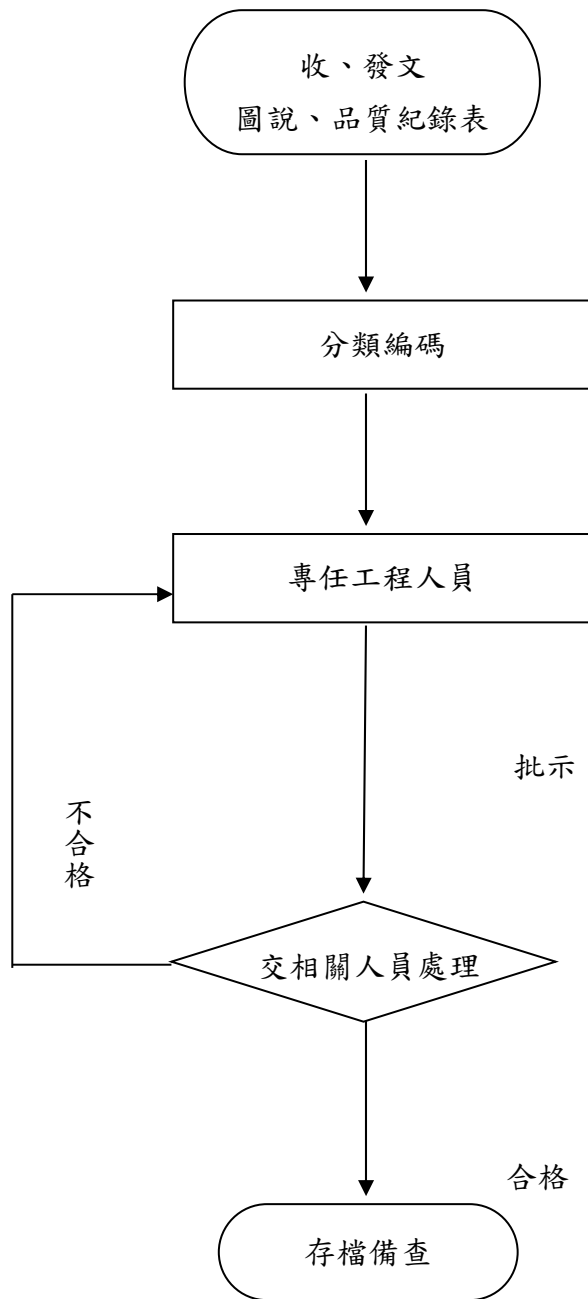 收、發文
圖說、品質紀錄表
分類編碼
專任工程人員
批示
不合格
交相關人員處理
合格
存檔備查